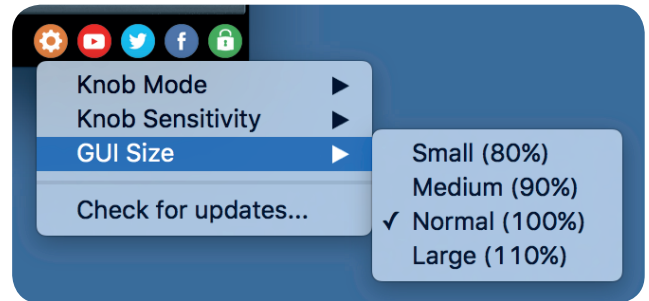 Knob Mode
Knob Sensitivity
GUI Size
Check for updates...
Small (80%)
Medium (90%)
✓ Normal (100%)
Large (110%)